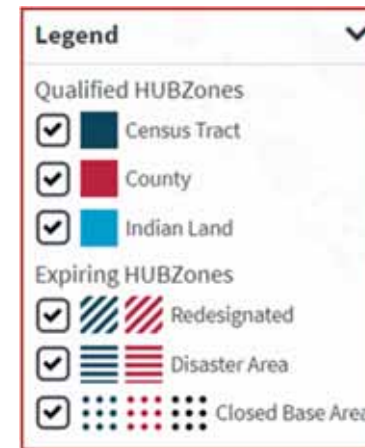 Legend
Qualified HUBZones
Census Tract
County
Indian Land
Expiring HUBZones
Redesignated
Disaster Area
Closed Base Area